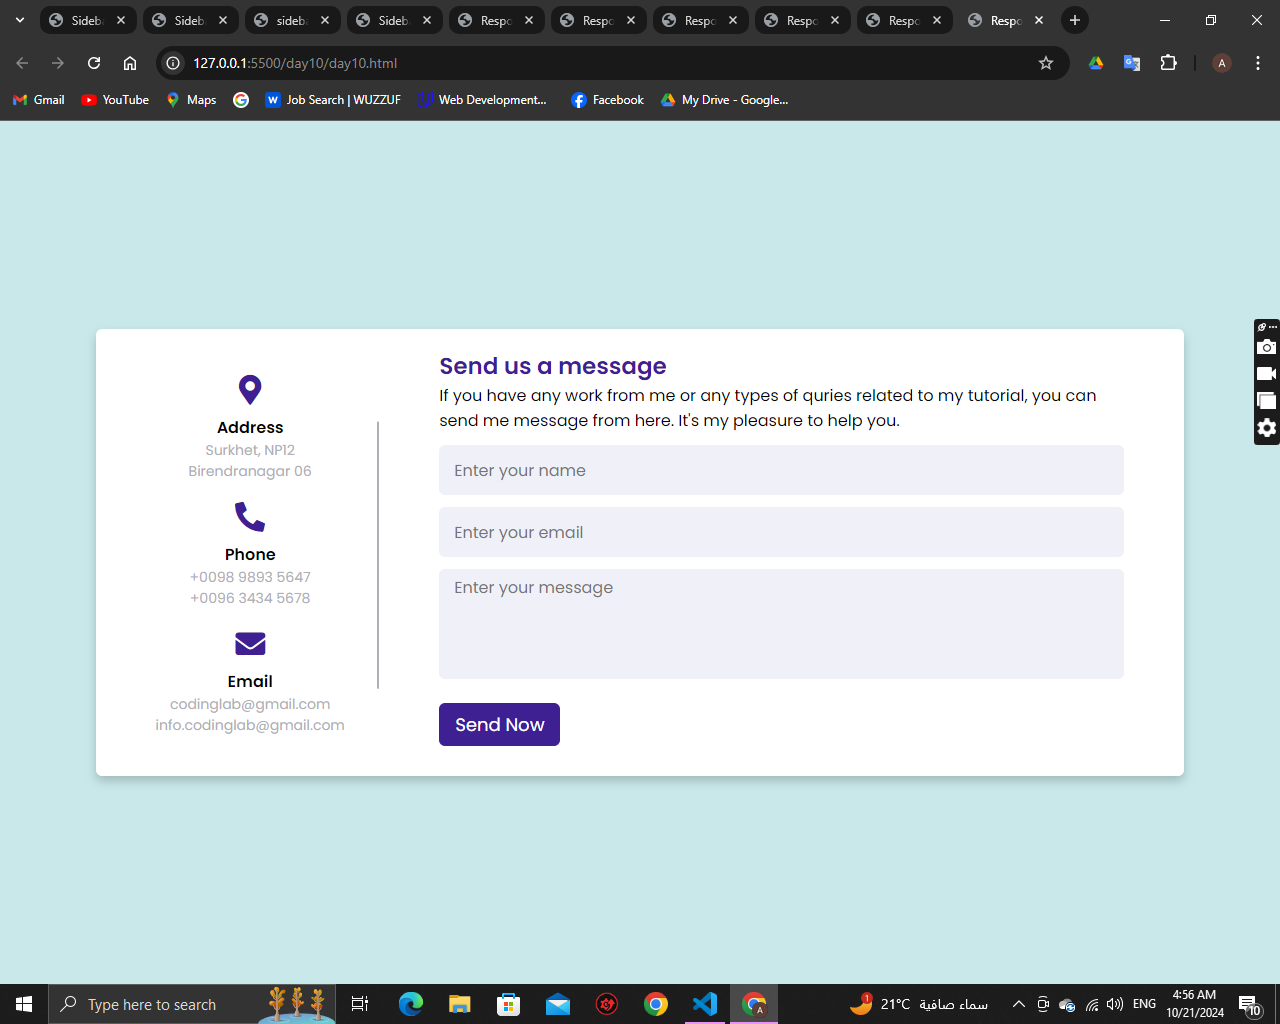 Sideb
Sideb
sideb
Sideb
Respo
Respo
Respo
Respo
Respo
Respo
127.0.0.1:5500/day10/day10.html
A
Gmail
YouTube
Maps
Job Search | WUZZUF
Web Development...
Facebook
My Drive - Google...
Address
Surkhet, NP12
Birendranagar 06
Phone
+0098 9893 5647
+0096 3434 5678
Email
codinglab@gmail.com
info.codinglab@gmail.com
Send us a message
If you have any work from me or any types of quries related to my tutorial, you can
send me message from here. It's my pleasure to help you.
Enter your name
Enter your email
Enter your message
Send Now
Type here to search
1
21°C سماء صافية
ENG
4:56 AM
10/21/2024
10